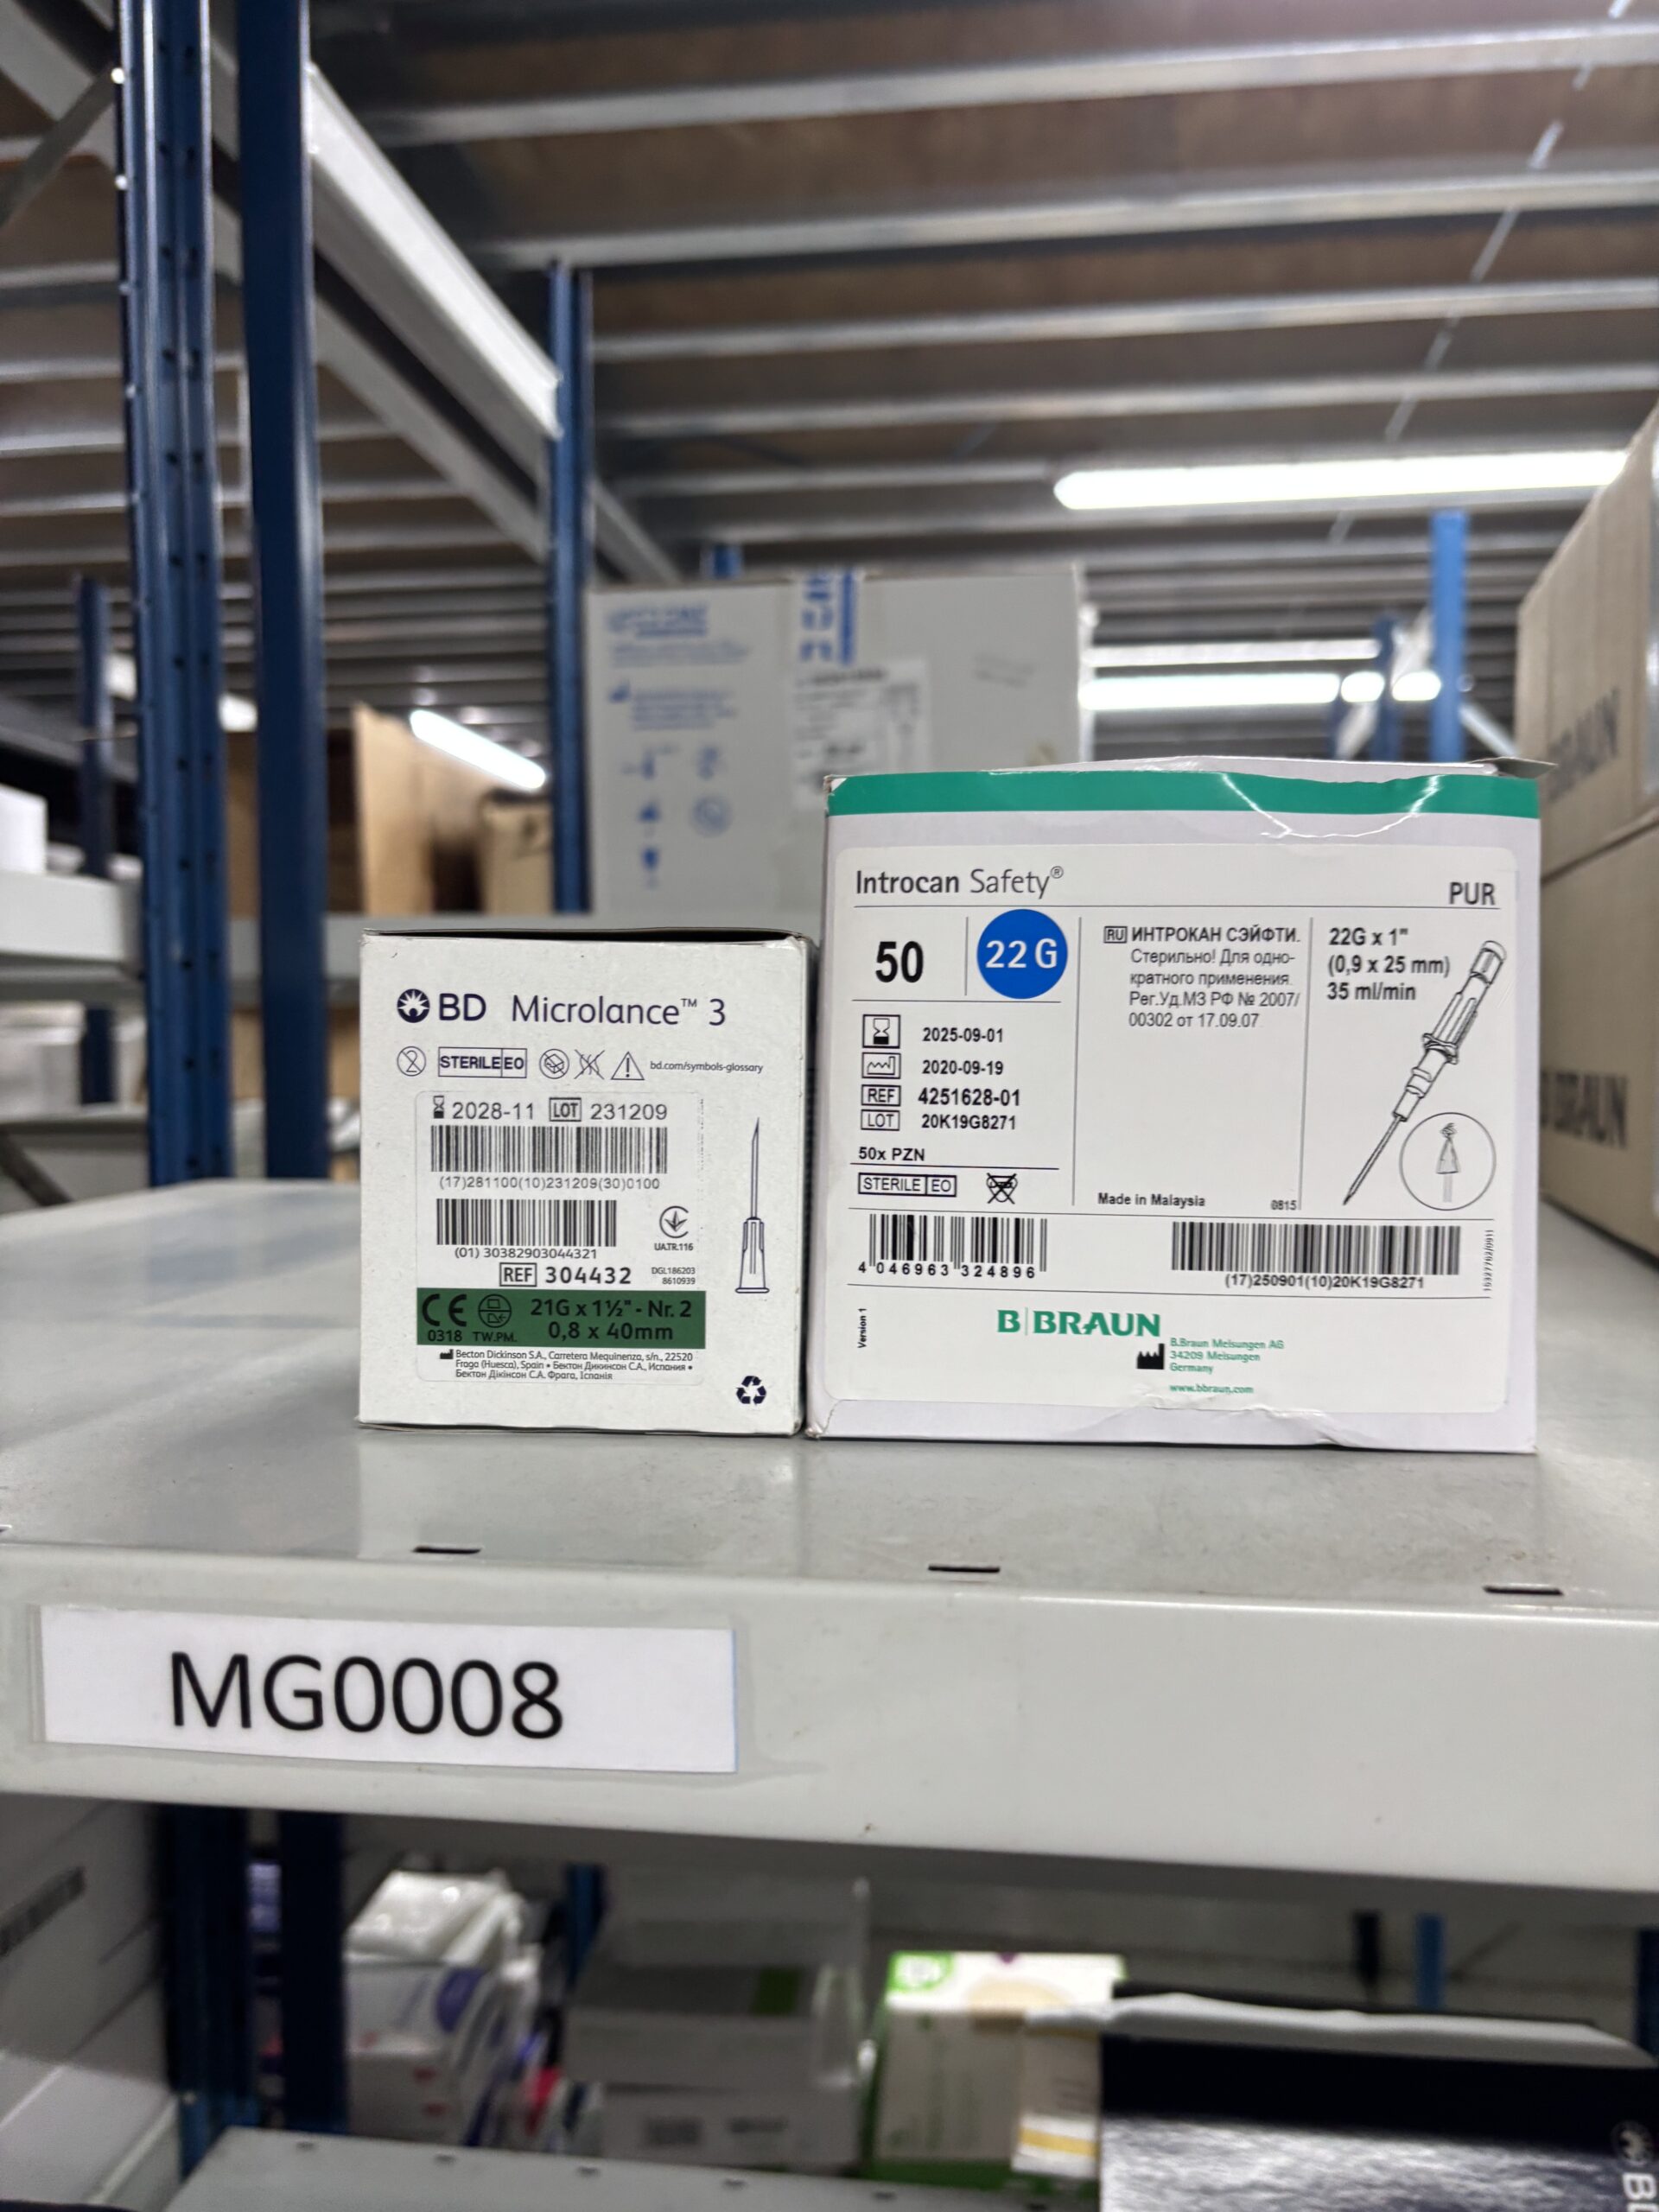 BD Microlance™ 3
STERILE EO
bd.com/symbols-glossary
2028-11 LOT 231209
(17)281100(10)231209(30)0100
(01) 30382903044321
UA.TR.116
REF 304432
DGL186203
8610939
CE 21G x 1½" - Nr. 2
0318 TW.PM. 0,8 x 40mm
Becton Dickinson S.A., Carretera Mequinenza, s/n., 22520
Fraga (Huesca), Spain • Бектон Дикинсон С.А., Испания •
Бектон Дікінсон С.А. Фрага, Іспанія
Introcan Safety®
PUR
50
22 G
RU ИНТРОКАН СЭЙФТИ.
Стерильно! Для одно-
кратного применения.
Рег.Уд.МЗ РФ № 2007/
00302 от 17.09.07
22G x 1"
(0,9 x 25 mm)
35 ml/min
2025-09-01
2020-09-19
REF 4251628-01
LOT 20K19G8271
50x PZN
STERILE EO
Made in Malaysia
0815
4 046963 324896
(17)250901(10)20K19G8271
Version 1
B BRAUN
B.Braun Melsungen AG
34209 Melsungen
Germany
www.bbraun.com
BRAUN
B BRAUN
MG0008